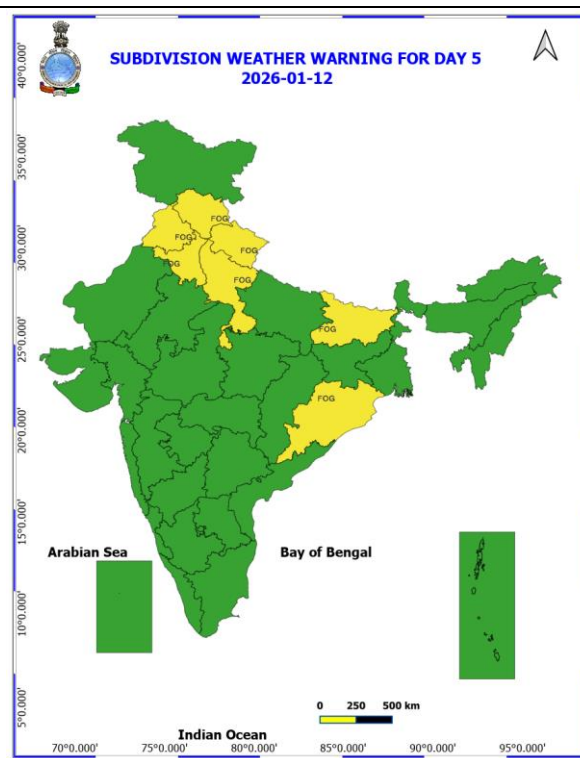 SUBDIVISION WEATHER WARNING FOR DAY 5
2026-01-12
40°0.000'
35°0.000'
30°0.000'
25°0.000'
20°0.000'
15°0.000'
10°0.000'
5°0.000'
FOG
FOG
FOG
FOG
FOG
FOG
FOG
Arabian Sea
Bay of Bengal
0 250 500 km
Indian Ocean
70°0.000'
75°0.000'
80°0.000'
85°0.000'
90°0.000'
95°0.000'